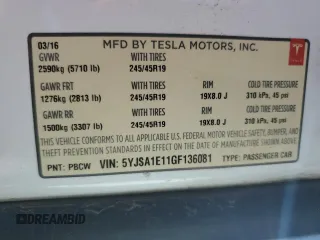 03/16 MFD BY TESLA MOTORS, INC.
GVWR WITH TIRES
2590kg (5710 lb) 245/45R19
GAWR FRT WITH TIRES RIM COLD TIRE PRESSURE
1276kg (2813 lb) 245/45R19 19X8.0 J 310 kPa, 45 psi
GAWR RR WITH TIRES RIM COLD TIRE PRESSURE
1500kg (3307 lb) 245/45R19 19X8.0 J 310 kPa, 45 psi
THIS VEHICLE CONFORMS TO ALL APPLICABLE U.S. FEDERAL MOTOR VEHICLE SAFETY, BUMPER, AND
THEFT PREVENTION STANDARDS IN EFFECT ON THE DATE OF MANUFACTURE SHOWN ABOVE.
PNT: PBCW VIN: 5YJSA1E11GF136081 TYPE: PASSENGER CAR
TESLA
DREAMBID